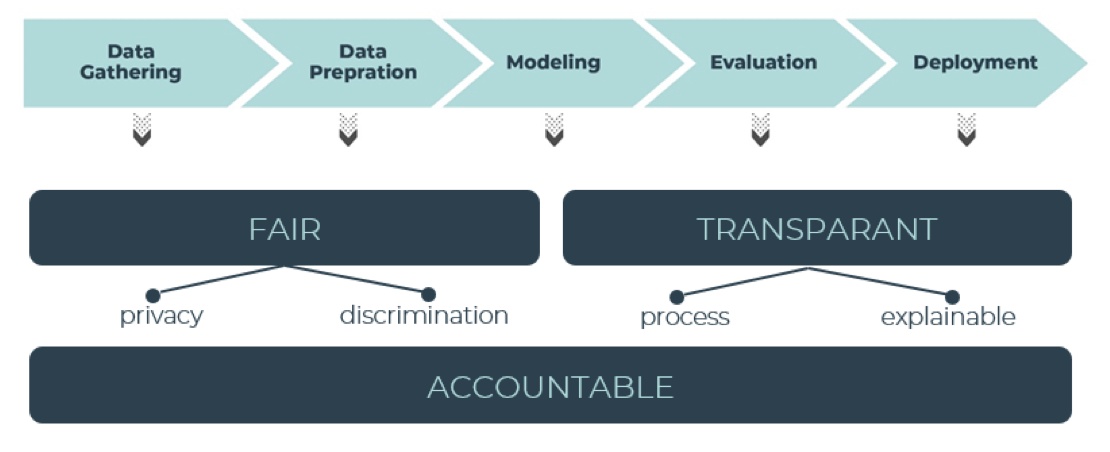 Data
Gathering
Data
Prepration
Modeling
Evaluation
Deployment
FAIR
TRANSPARANT
privacy
discrimination
process
explainable
ACCOUNTABLE